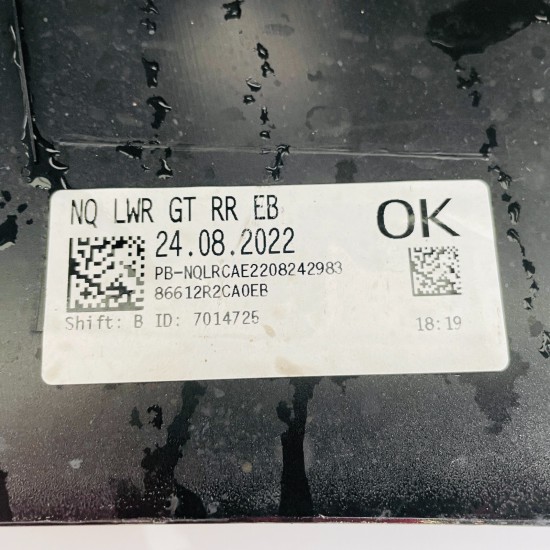 NQ LWR GT RR EB
OK
24.08.2022
PB-NQLRCAE2208242983
86612R2CA0EB
Shift: B ID: 7014725
18:19